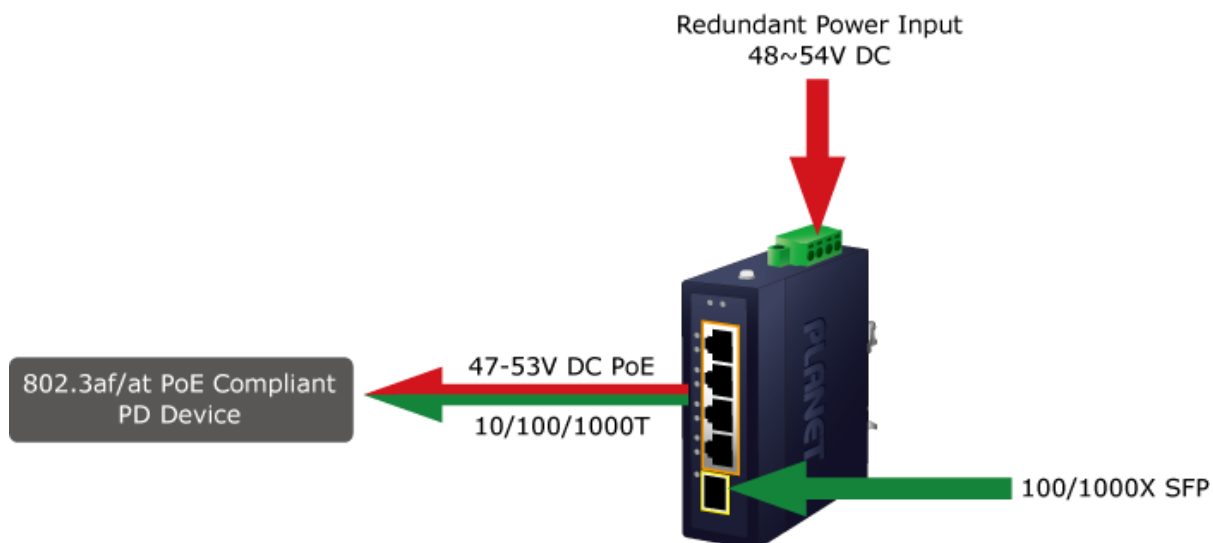 Redundant Power Input
48~54V DC
802.3af/at PoE Compliant
PD Device
47-53V DC PoE
10/100/1000T
PLANET
100/1000X SFP